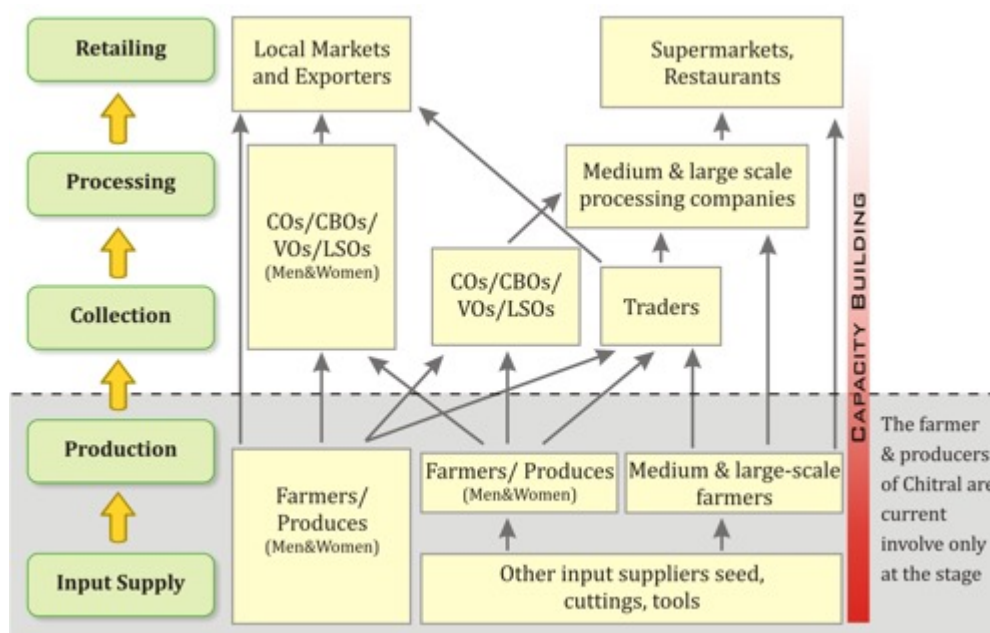 Retailing
Processing
Collection
Production
Input Supply
Local Markets
and Exporters
Supermarkets,
Restaurants
COs/CBOs/
VOs/LSOs
(Men&Women)
Medium & large scale
processing companies
COs/CBOs/
VOs/LSOs
Traders
Farmers/
Produces
(Men&Women)
Farmers/ Produces
(Men&Women)
Medium & large-scale
farmers
Other input suppliers seed,
cuttings, tools
CAPACITY BUILDING
The farmer
& producers
of Chitral are
current
involve only
at the stage